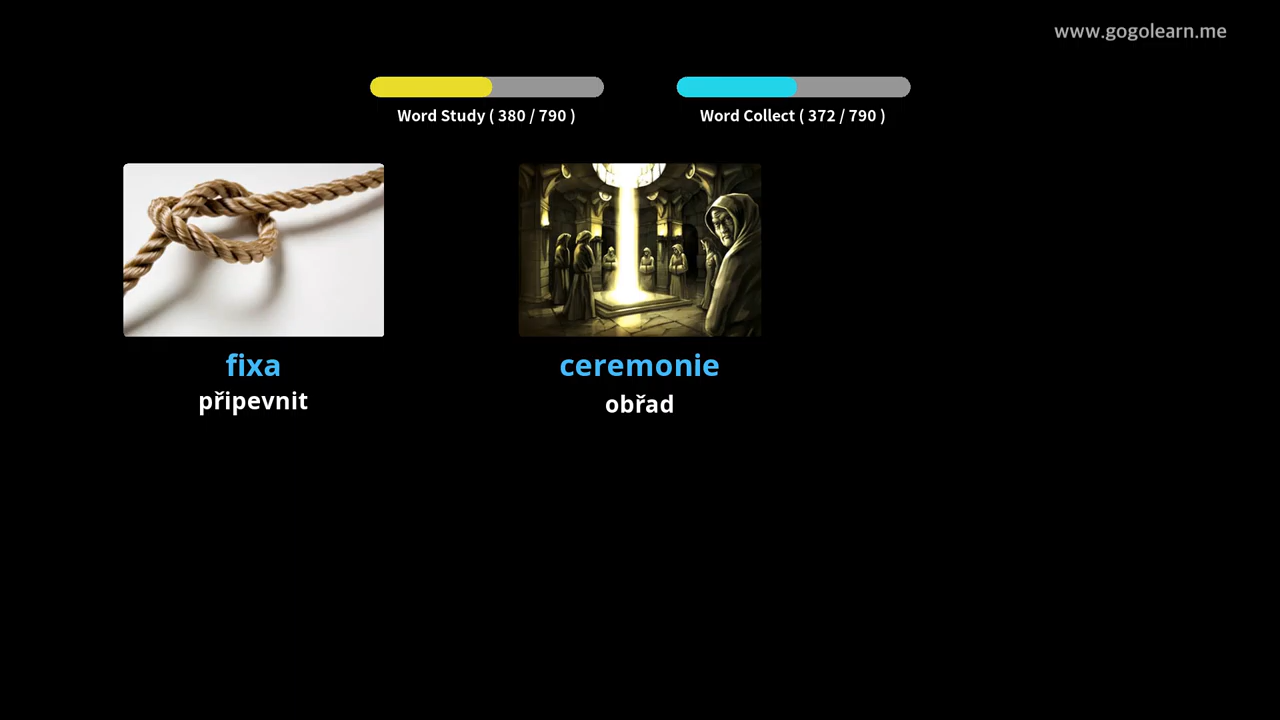 www.gogolearn.me
Word Study ( 380 / 790 )
Word Collect ( 372 / 790 )
fixa
připevnit
ceremonie
obřad